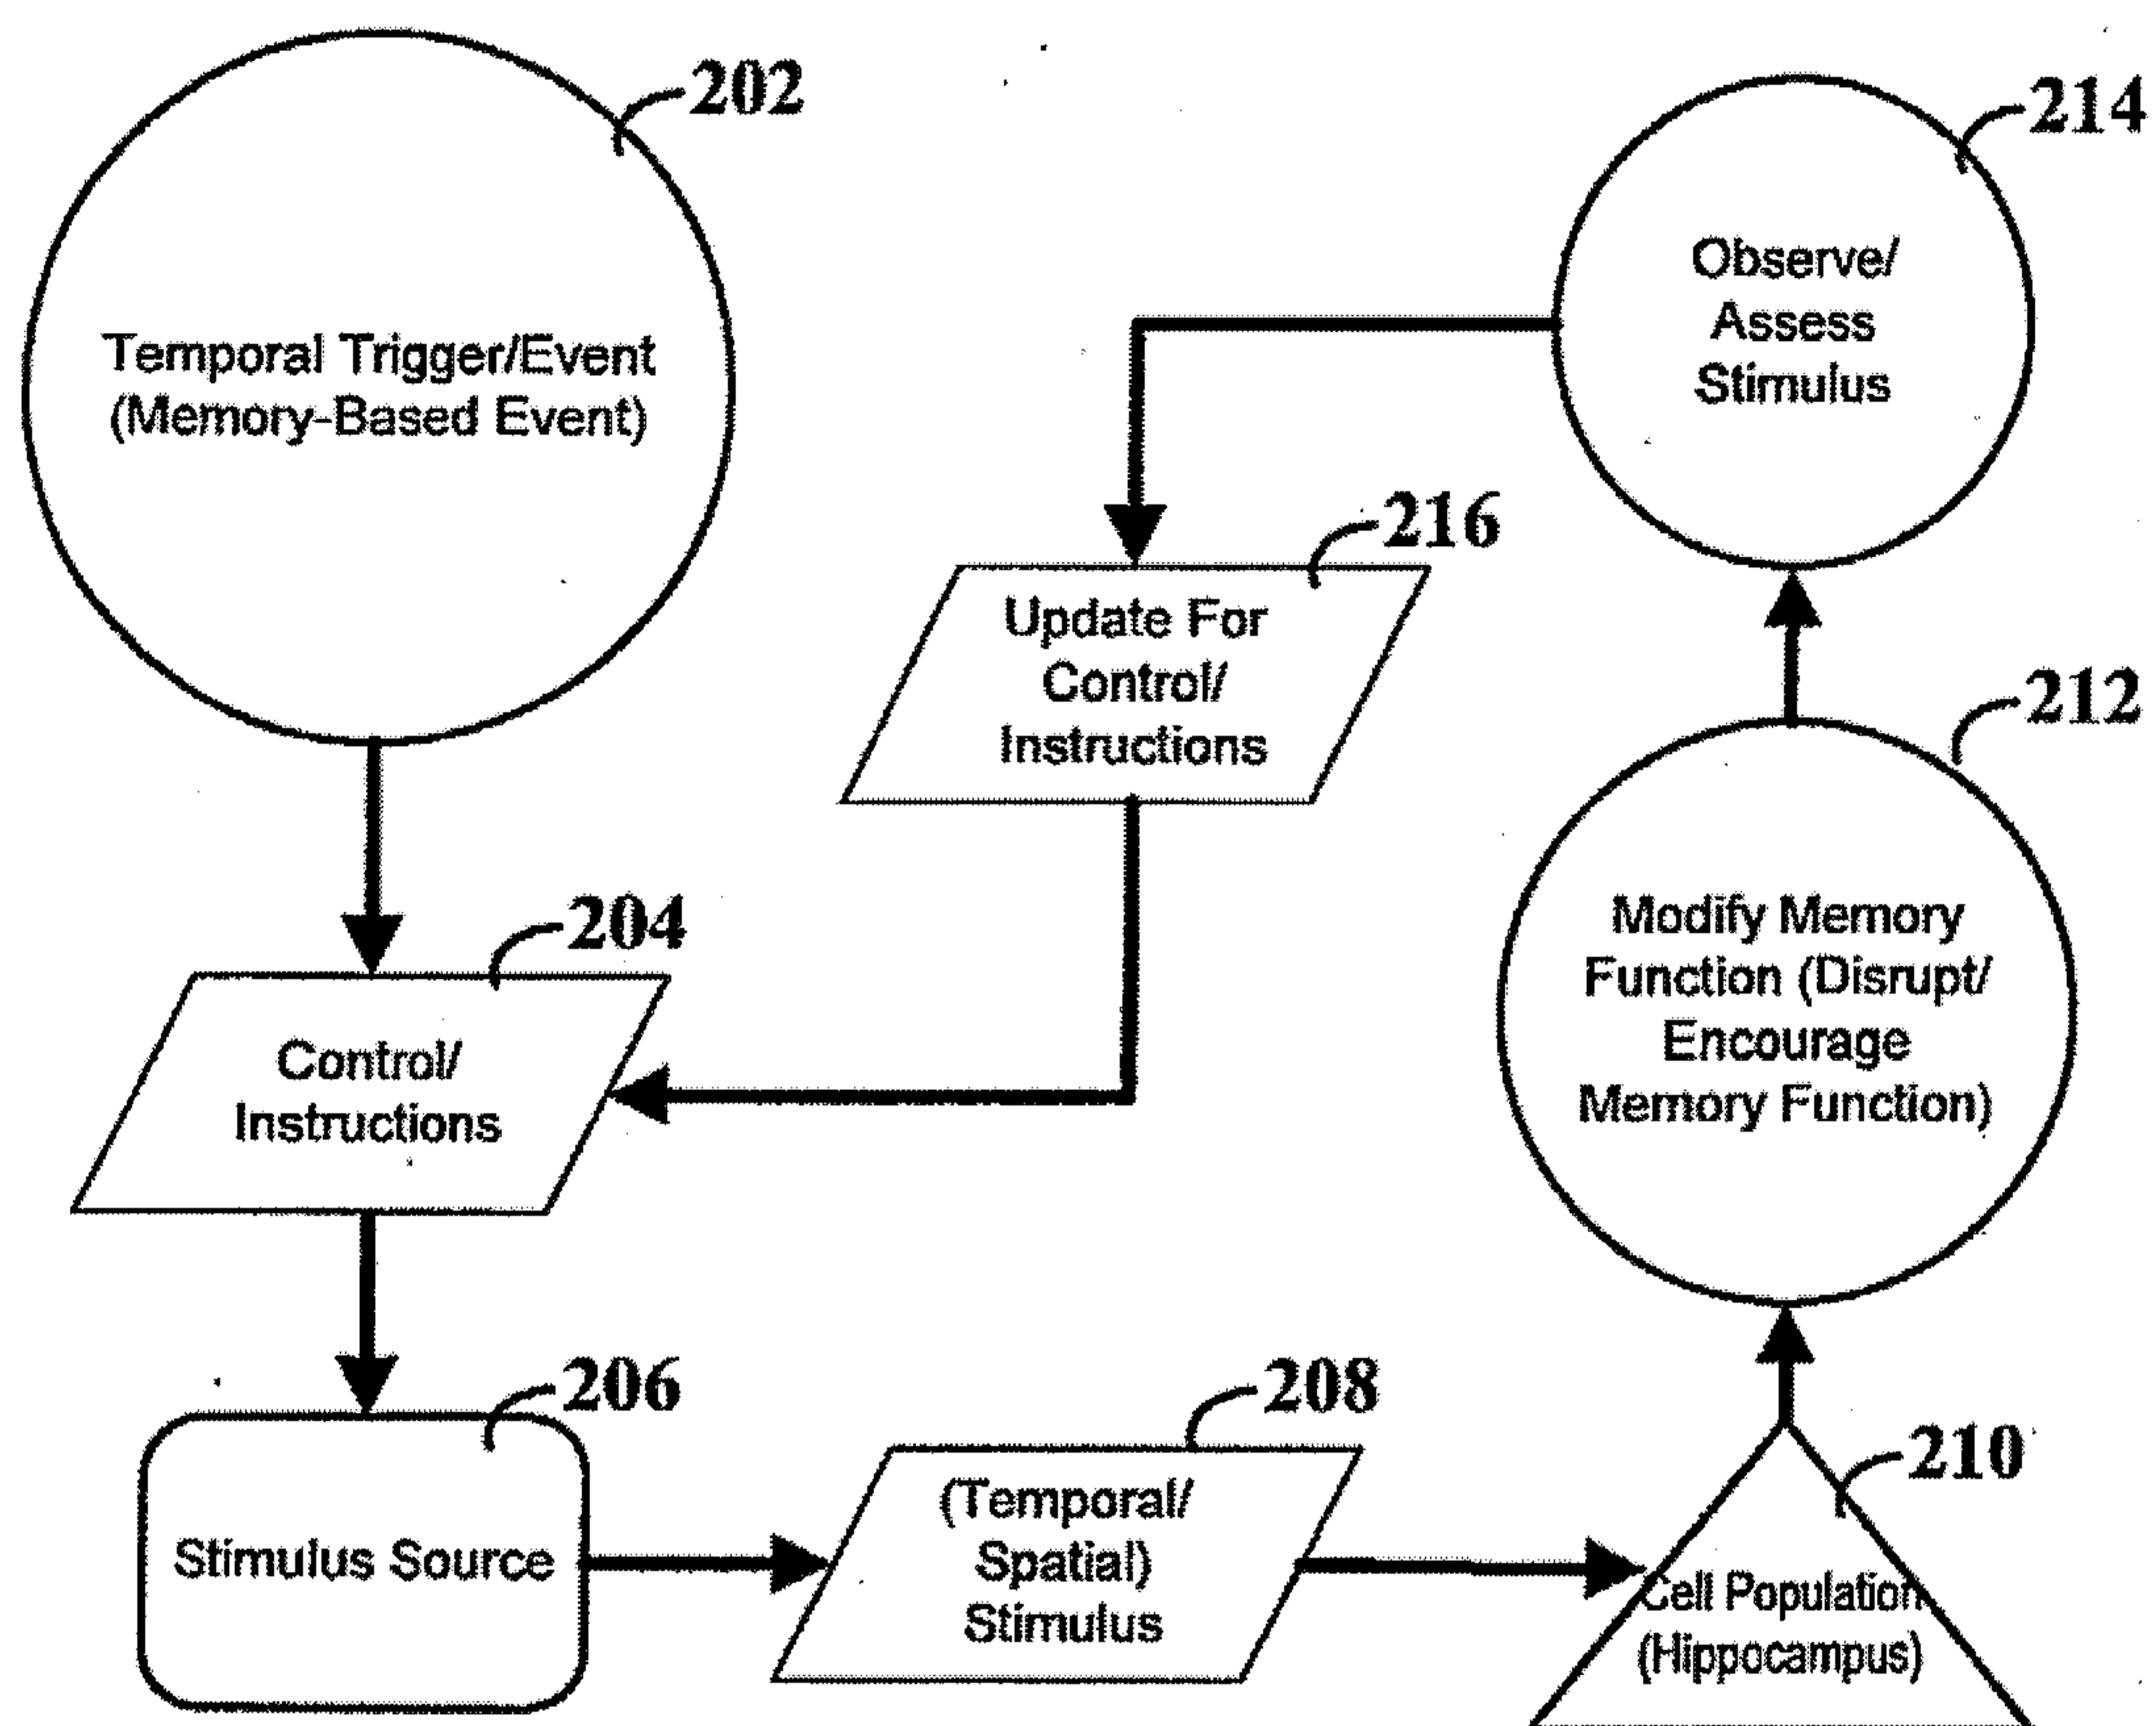 202
Temporal Trigger/Event
(Memory-Based Event)
214
Observe/
Assess
Stimulus
216
Update For
Control/
Instructions
212
Modify Memory
Function (Disrupt/
Encourage
Memory Function)
204
Control/
Instructions
206
Stimulus Source
208
(Temporal/
Spatial)
Stimulus
210
Cell Population
(Hippocampus)